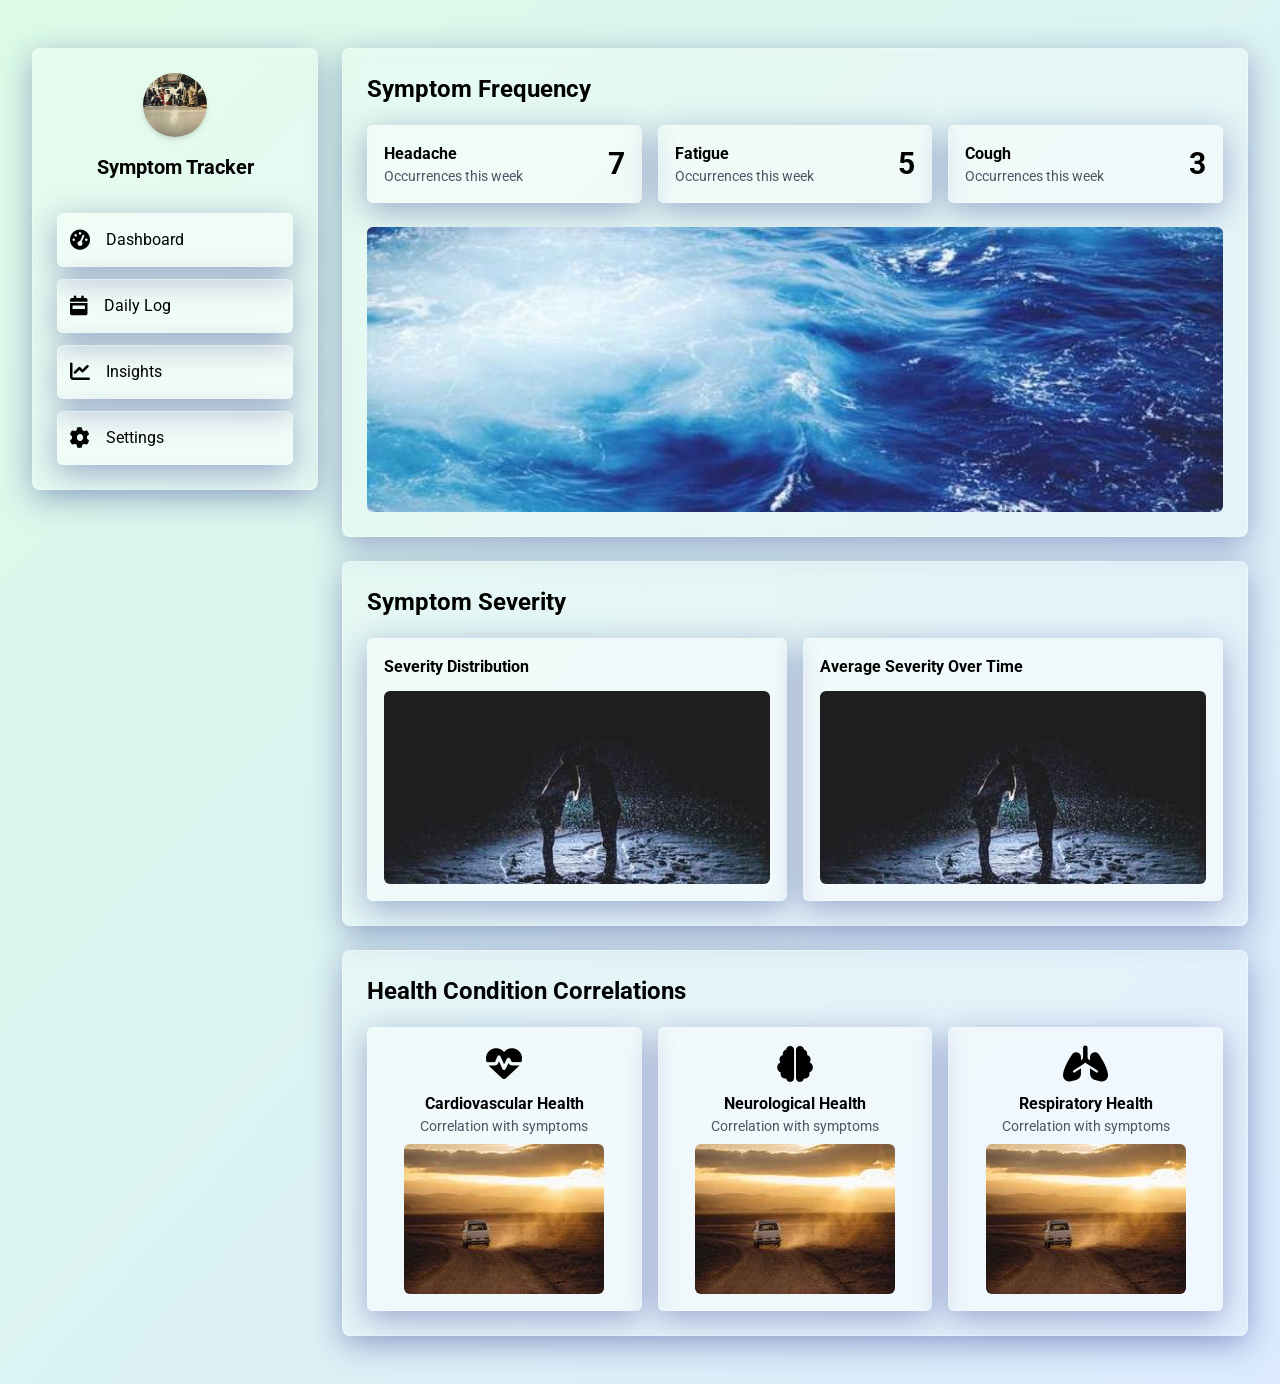 Symptom Tracker
Dashboard
Daily Log
Insights
Settings
Symptom Frequency
Headache
Occurrences this week
7
Fatigue
Occurrences this week
5
Cough
Occurrences this week
3
Symptom Severity
Severity Distribution
Average Severity Over Time
Health Condition Correlations
Cardiovascular Health
Correlation with symptoms
Neurological Health
Correlation with symptoms
Respiratory Health
Correlation with symptoms